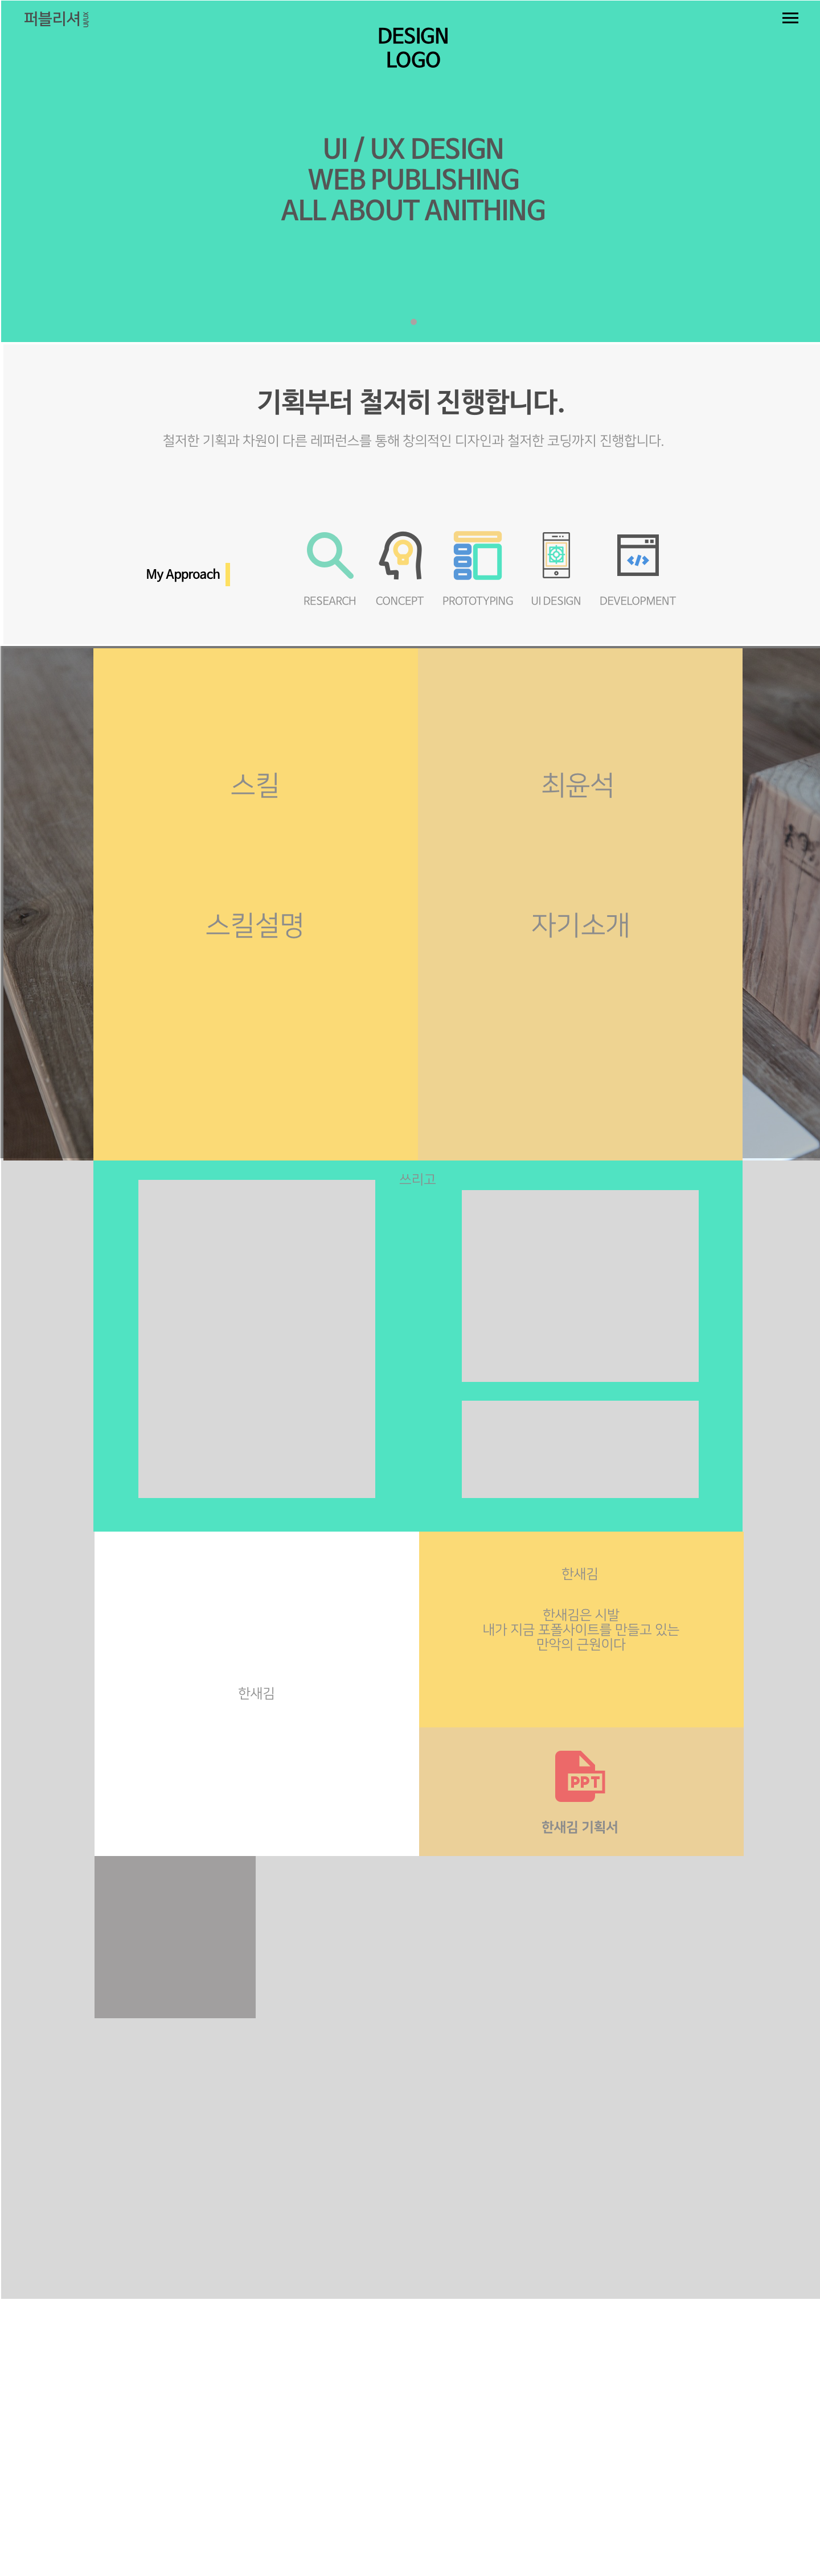 퍼블리셔
DESIGN
LOGO
UI / UX DESIGN
WEB PUBLISHING
ALL ABOUT ANITHING
기획부터 철저히 진행합니다.
철저한 기획과 차원이 다른 레퍼런스를 통해 창의적인 디자인과 철저한 코딩까지 진행합니다.
My Approach
RESEARCH
CONCEPT
PROTOTYPING
UI DESIGN
DEVELOPMENT
스킬
최윤석
스킬설명
자기소개
쓰리고
한새김
한새김은 시발
내가 지금 포폴사이트를 만들고 있는
만악의 근원이다
한새김
PPT
한새김 기획서